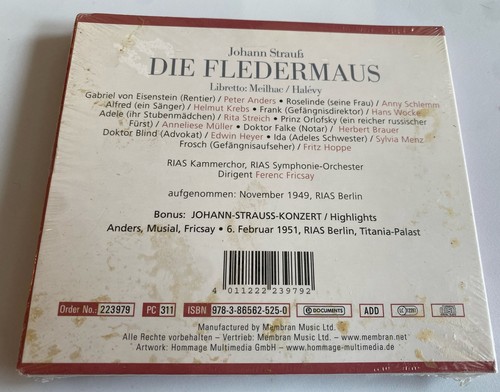 Johann Strauß
DIE FLEDERMAUS
Libretto: Meilhac / Halévy
Gabriel von Eisenstein (Rentier) / Peter Anders • Roselinde (seine Frau) / Anny Schlemm
Alfred (ein Sänger) / Helmut Krebs • Frank (Gefängnisdirektor) / Hans Wocke
Adele (ihr Stubenmädchen) / Rita Streich • Prinz Orlofsky (ein reicher russischer
Fürst) / Anneliese Müller • Doktor Falke (Notar) / Herbert Brauer
Doktor Blind (Advokat) / Edwin Heyer • Ida (Adeles Schwester) / Sylvia Menz
Frosch (Gefängnisaufseher) / Fritz Hoppe
RIAS Kammerchor, RIAS Symphonie-Orchester
Dirigent Ferenc Fricsay
aufgenommen: November 1949, RIAS Berlin
Bonus: JOHANN-STRAUSS-KONZERT / Highlights
Anders, Musial, Fricsay • 6. Februar 1951, RIAS Berlin, Titania-Palast
4 011222 239792
Order No.: 223979 PC 311 ISBN 978-3-86562-525-0 DOCUMENTS ADD LC 12281
Manufactured by Membran Music Ltd.
Alle Rechte vorbehalten – Vertrieb: Membran Music Ltd. – www.membran.net
Artwork: Hommage Multimedia GmbH – www.hommage-multimedia.de